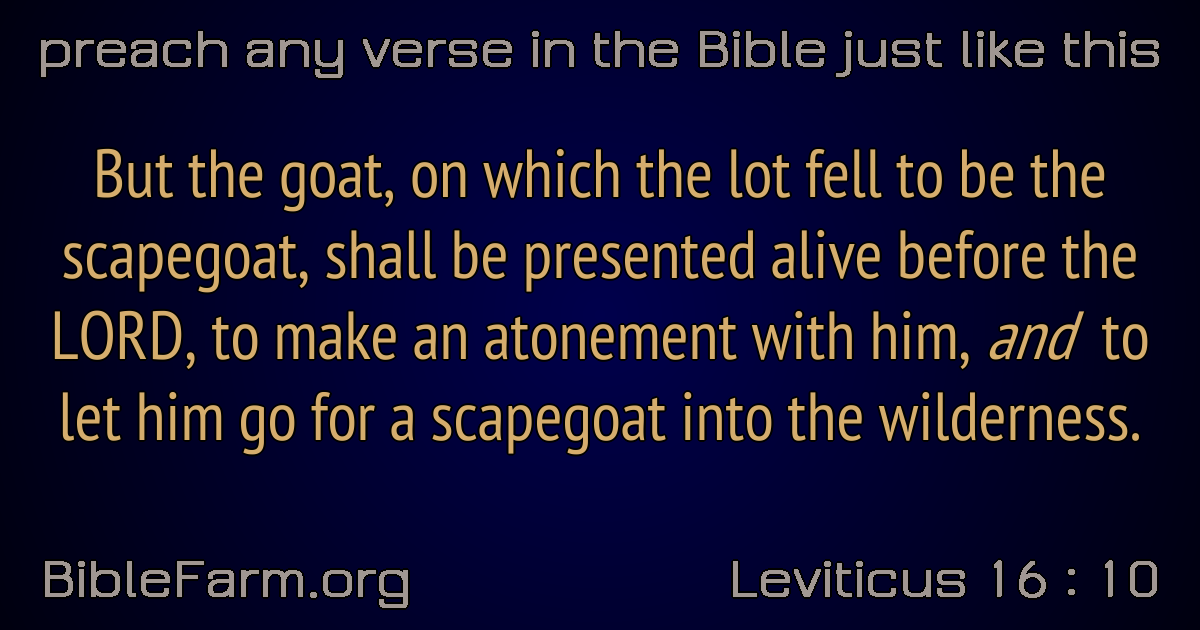 preach any verse in the Bible just like this
But the goat, on which the lot fell to be the
scapegoat, shall be presented alive before the
LORD, to make an atonement with him, and to
let him go for a scapegoat into the wilderness.
BibleFarm.org
Leviticus 16 : 10